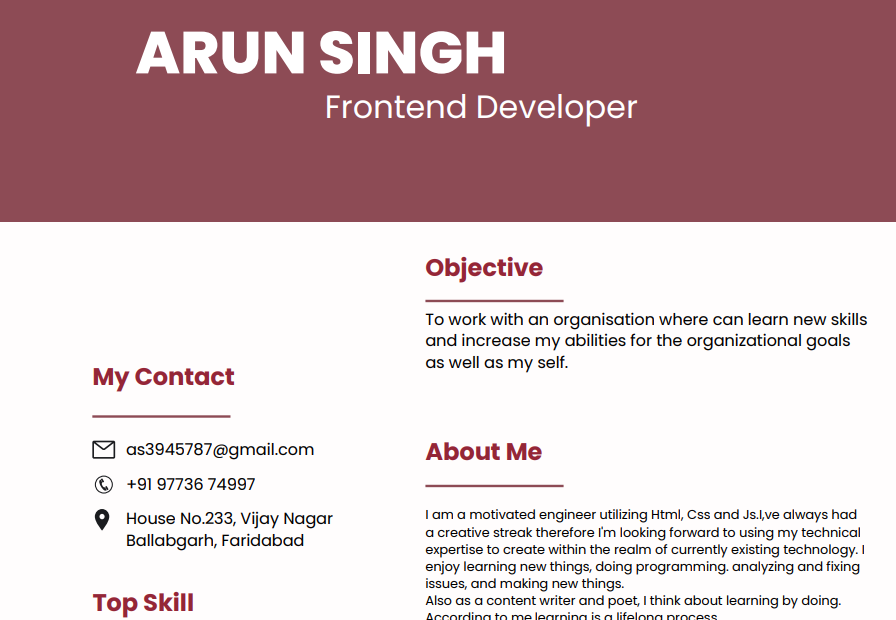 ARUN SINGH
Frontend Developer
My Contact
as3945787@gmail.com
+91 97736 74997
House No.233, Vijay Nagar
Ballabgarh, Faridabad
Top Skill
Objective
To work with an organisation where can learn new skills
and increase my abilities for the organizational goals
as well as my self.
About Me
I am a motivated engineer utilizing Html, Css and Js.I,ve always had
a creative streak therefore I'm looking forward to using my technical
expertise to create within the realm of currently existing technology. I
enjoy learning new things, doing programming. analyzing and fixing
issues, and making new things.
Also as a content writer and poet, I think about learning by doing.
According to me,learning is a lifelong process